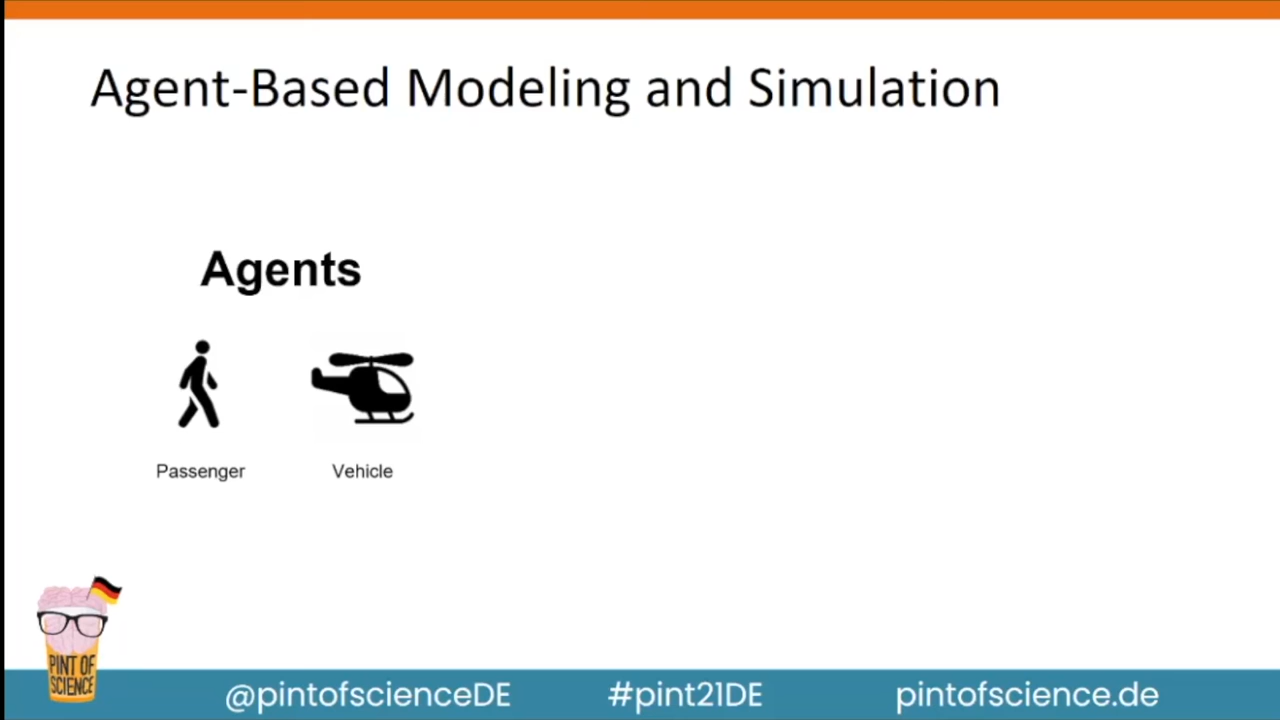 Agent-Based Modeling and Simulation
Agents
Passenger
Vehicle
PINT OF
SCIENCE
@pintofscienceDE
#pint21DE
pintofscience.de